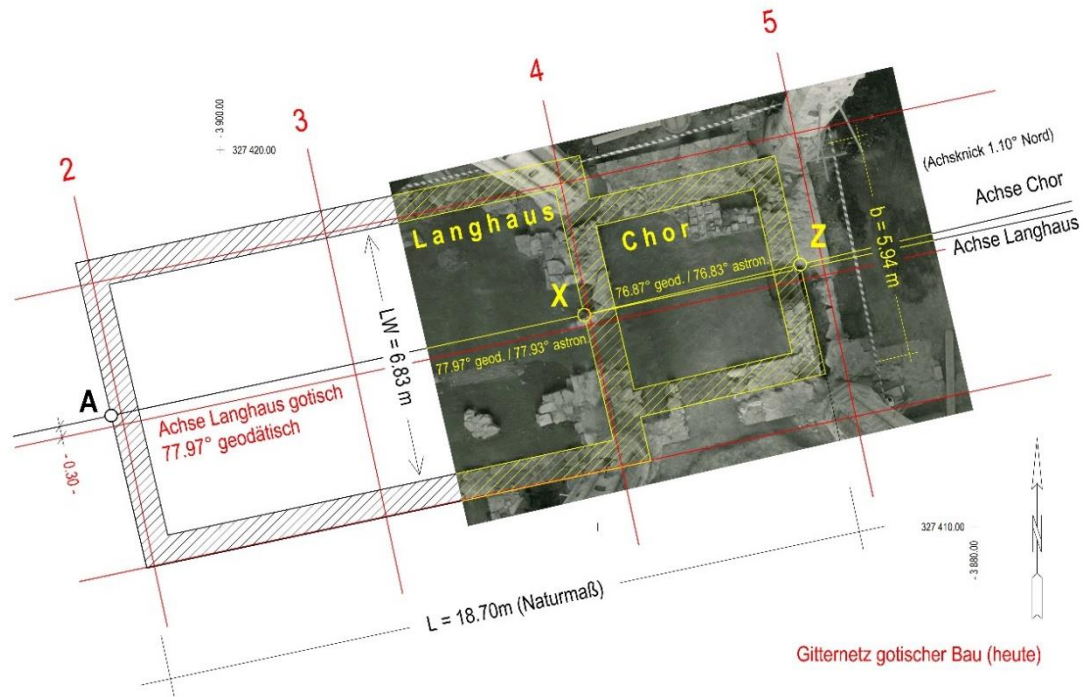 5
4
3
2
- 3 900.00
327 420.00
(Achsknick 1.10° Nord)
Achse Chor
Achse Langhaus
Langhaus
Chor
b = 5.94 m
Z
X
76.87° geod. / 76.83° astron.
77.97° geod. / 77.93° astron.
LW = 6.83 m
A
Achse Langhaus gotisch
77.97° geodätisch
- 0.30 -
327 410.00
- 3 880.00
N
L = 18.70m (Naturmaß)
Gitternetz gotischer Bau (heute)